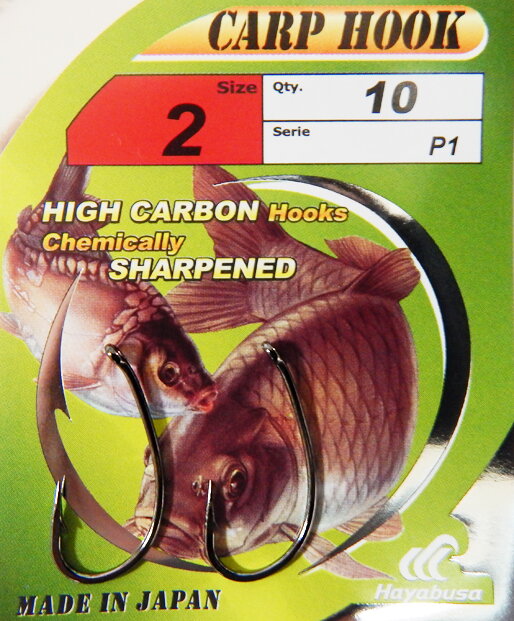 CARP HOOK
Size
2
Qty.
10
Serie
P1
HIGH CARBON Hooks
Chemically
SHARPENED
Hayabusa
MADE IN JAPAN